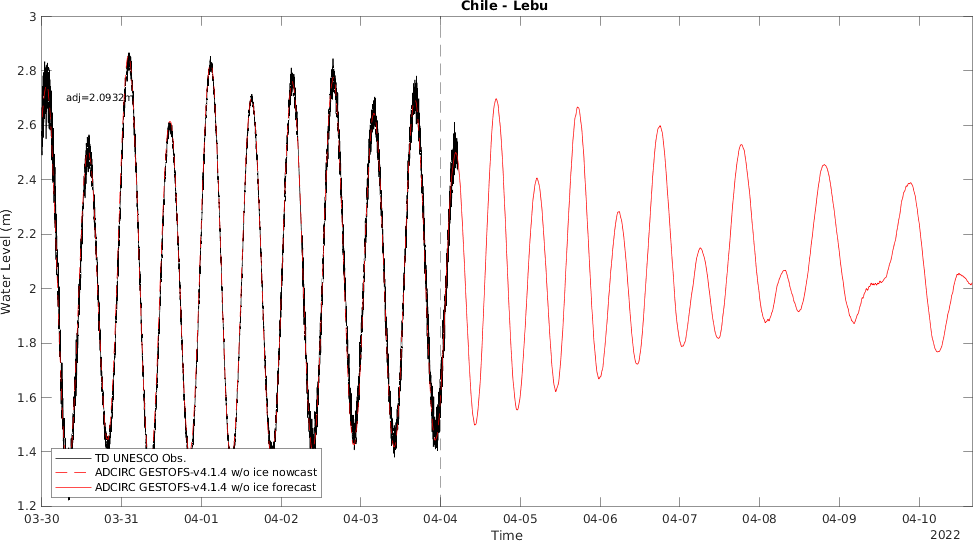 Chile - Lebu
3
2.8
adj=2.0932m
2.6
2.4
2.2
2
1.8
1.6
1.4
1.2
Water Level (m)
TD UNESCO Obs.
ADCIRC GESTOFS-v4.1.4 w/o ice nowcast
ADCIRC GESTOFS-v4.1.4 w/o ice forecast
03-30 03-31 04-01 04-02 04-03 04-04 04-05 04-06 04-07 04-08 04-09 04-10
Time
2022